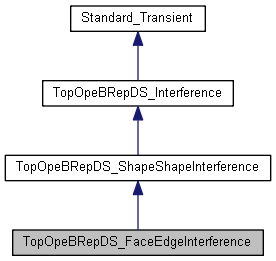 Standard_Transient
TopOpeBRepDS_Interference
TopOpeBRepDS_ShapeShapeInterference
TopOpeBRepDS_FaceEdgeInterference